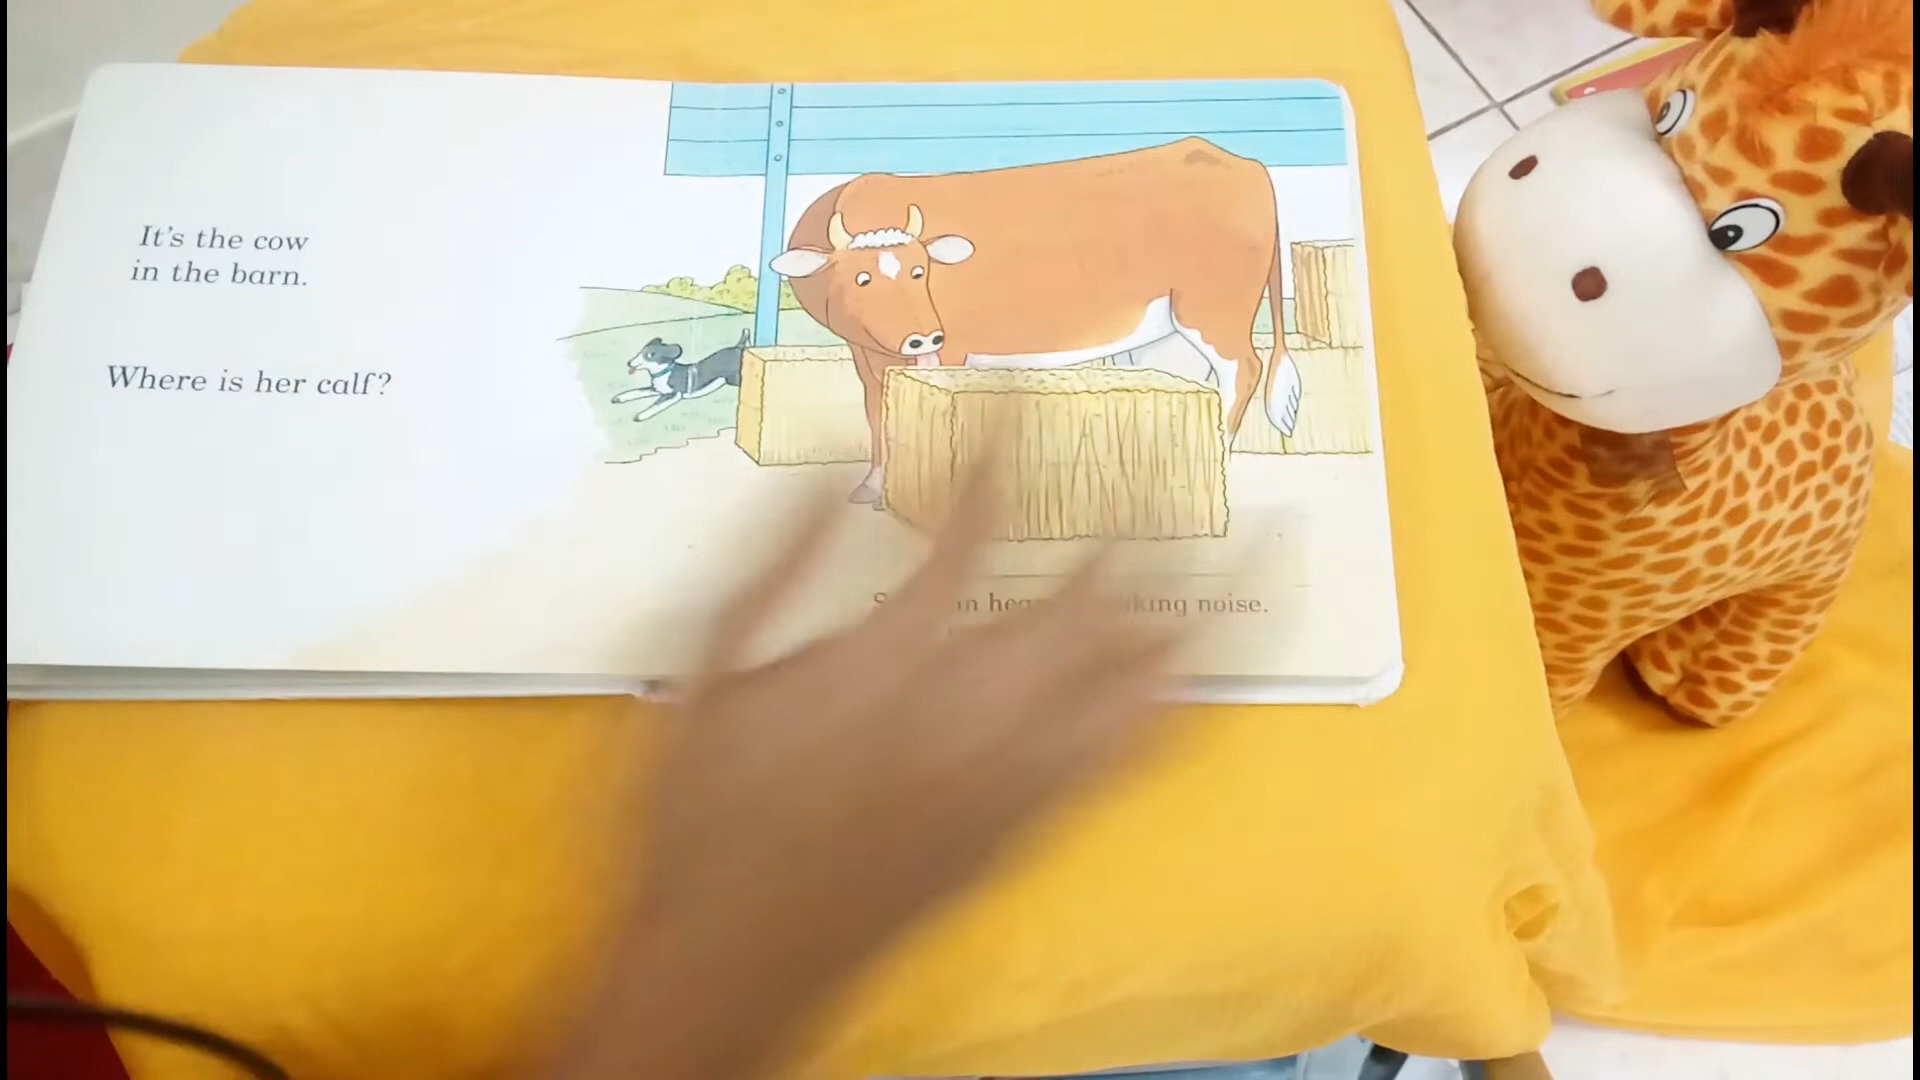 It's the cow
in the barn.
Where is her calf?
noise.